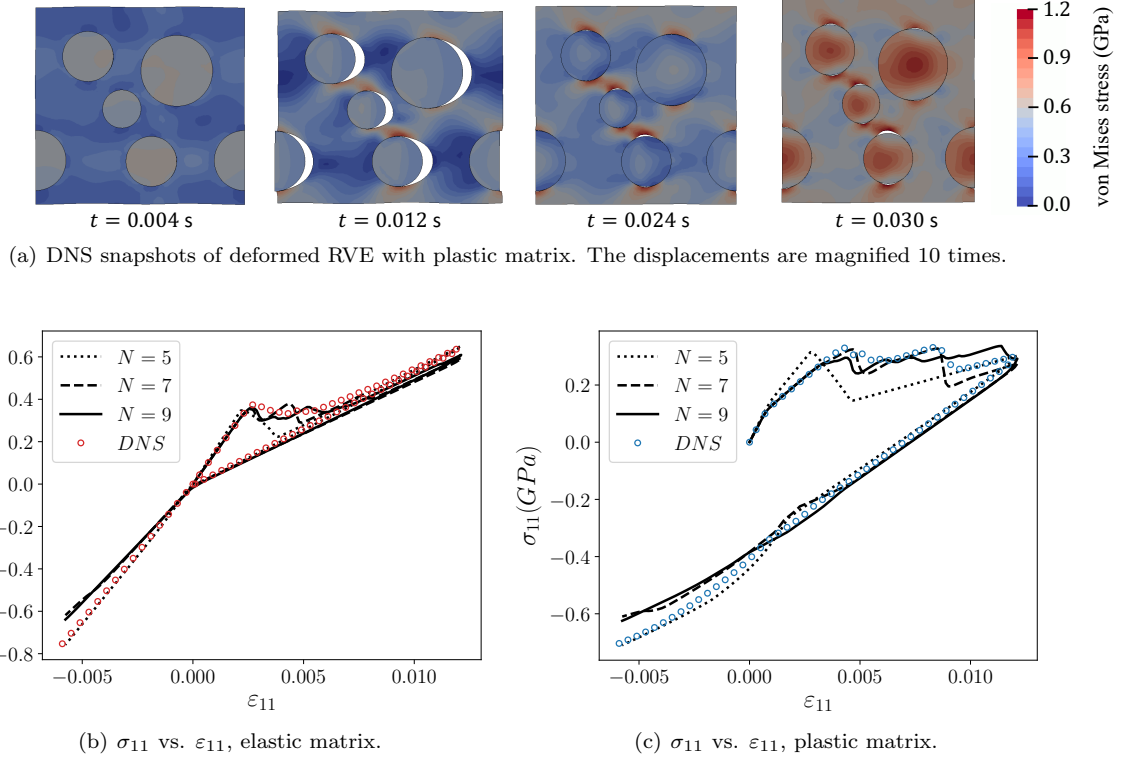 1.2
0.9
0.6
0.3
0.0
von Mises stress (GPa)
t = 0.004 s
t = 0.012 s
t = 0.024 s
t = 0.030 s
(a) DNS snapshots of deformed RVE with plastic matrix. The displacements are magnified 10 times.
N = 5
N = 7
N = 9
DNS
0.6
0.4
0.2
0.0
−0.2
−0.4
−0.6
−0.8
−0.005
0.000
0.005
0.010
ε11
(b) σ11 vs. ε11, elastic matrix.
N = 5
N = 7
N = 9
DNS
0.2
0.0
−0.2
−0.4
−0.6
σ11(GPa)
−0.005
0.000
0.005
0.010
ε11
(c) σ11 vs. ε11, plastic matrix.